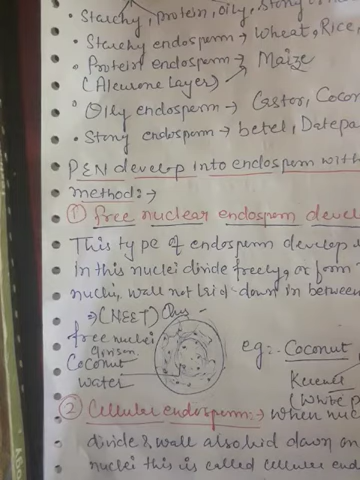 • Starchy, protein, oily, Stony
• Starchy endosperm → Wheat, Rice,
• Protein endosperm → Maize
(Aleurone Layer)
• Oily endosperm → Castor, Cocon
• Stony endosperm → betel, Datepa
PEN develop into endosperm with
method: →
① free nuclear endosperm devel
This type of endosperm develop
In this nuclei divide freely, or form
nuclei, wall not laid-down in between
⇒ (NEET) Ques -
free nuclei
division
Coconut
water
eg:- Coconut
(White p
② Cellular endosperm: → When nuc
divide & wall also laid down on
nuclei this is called cellular end